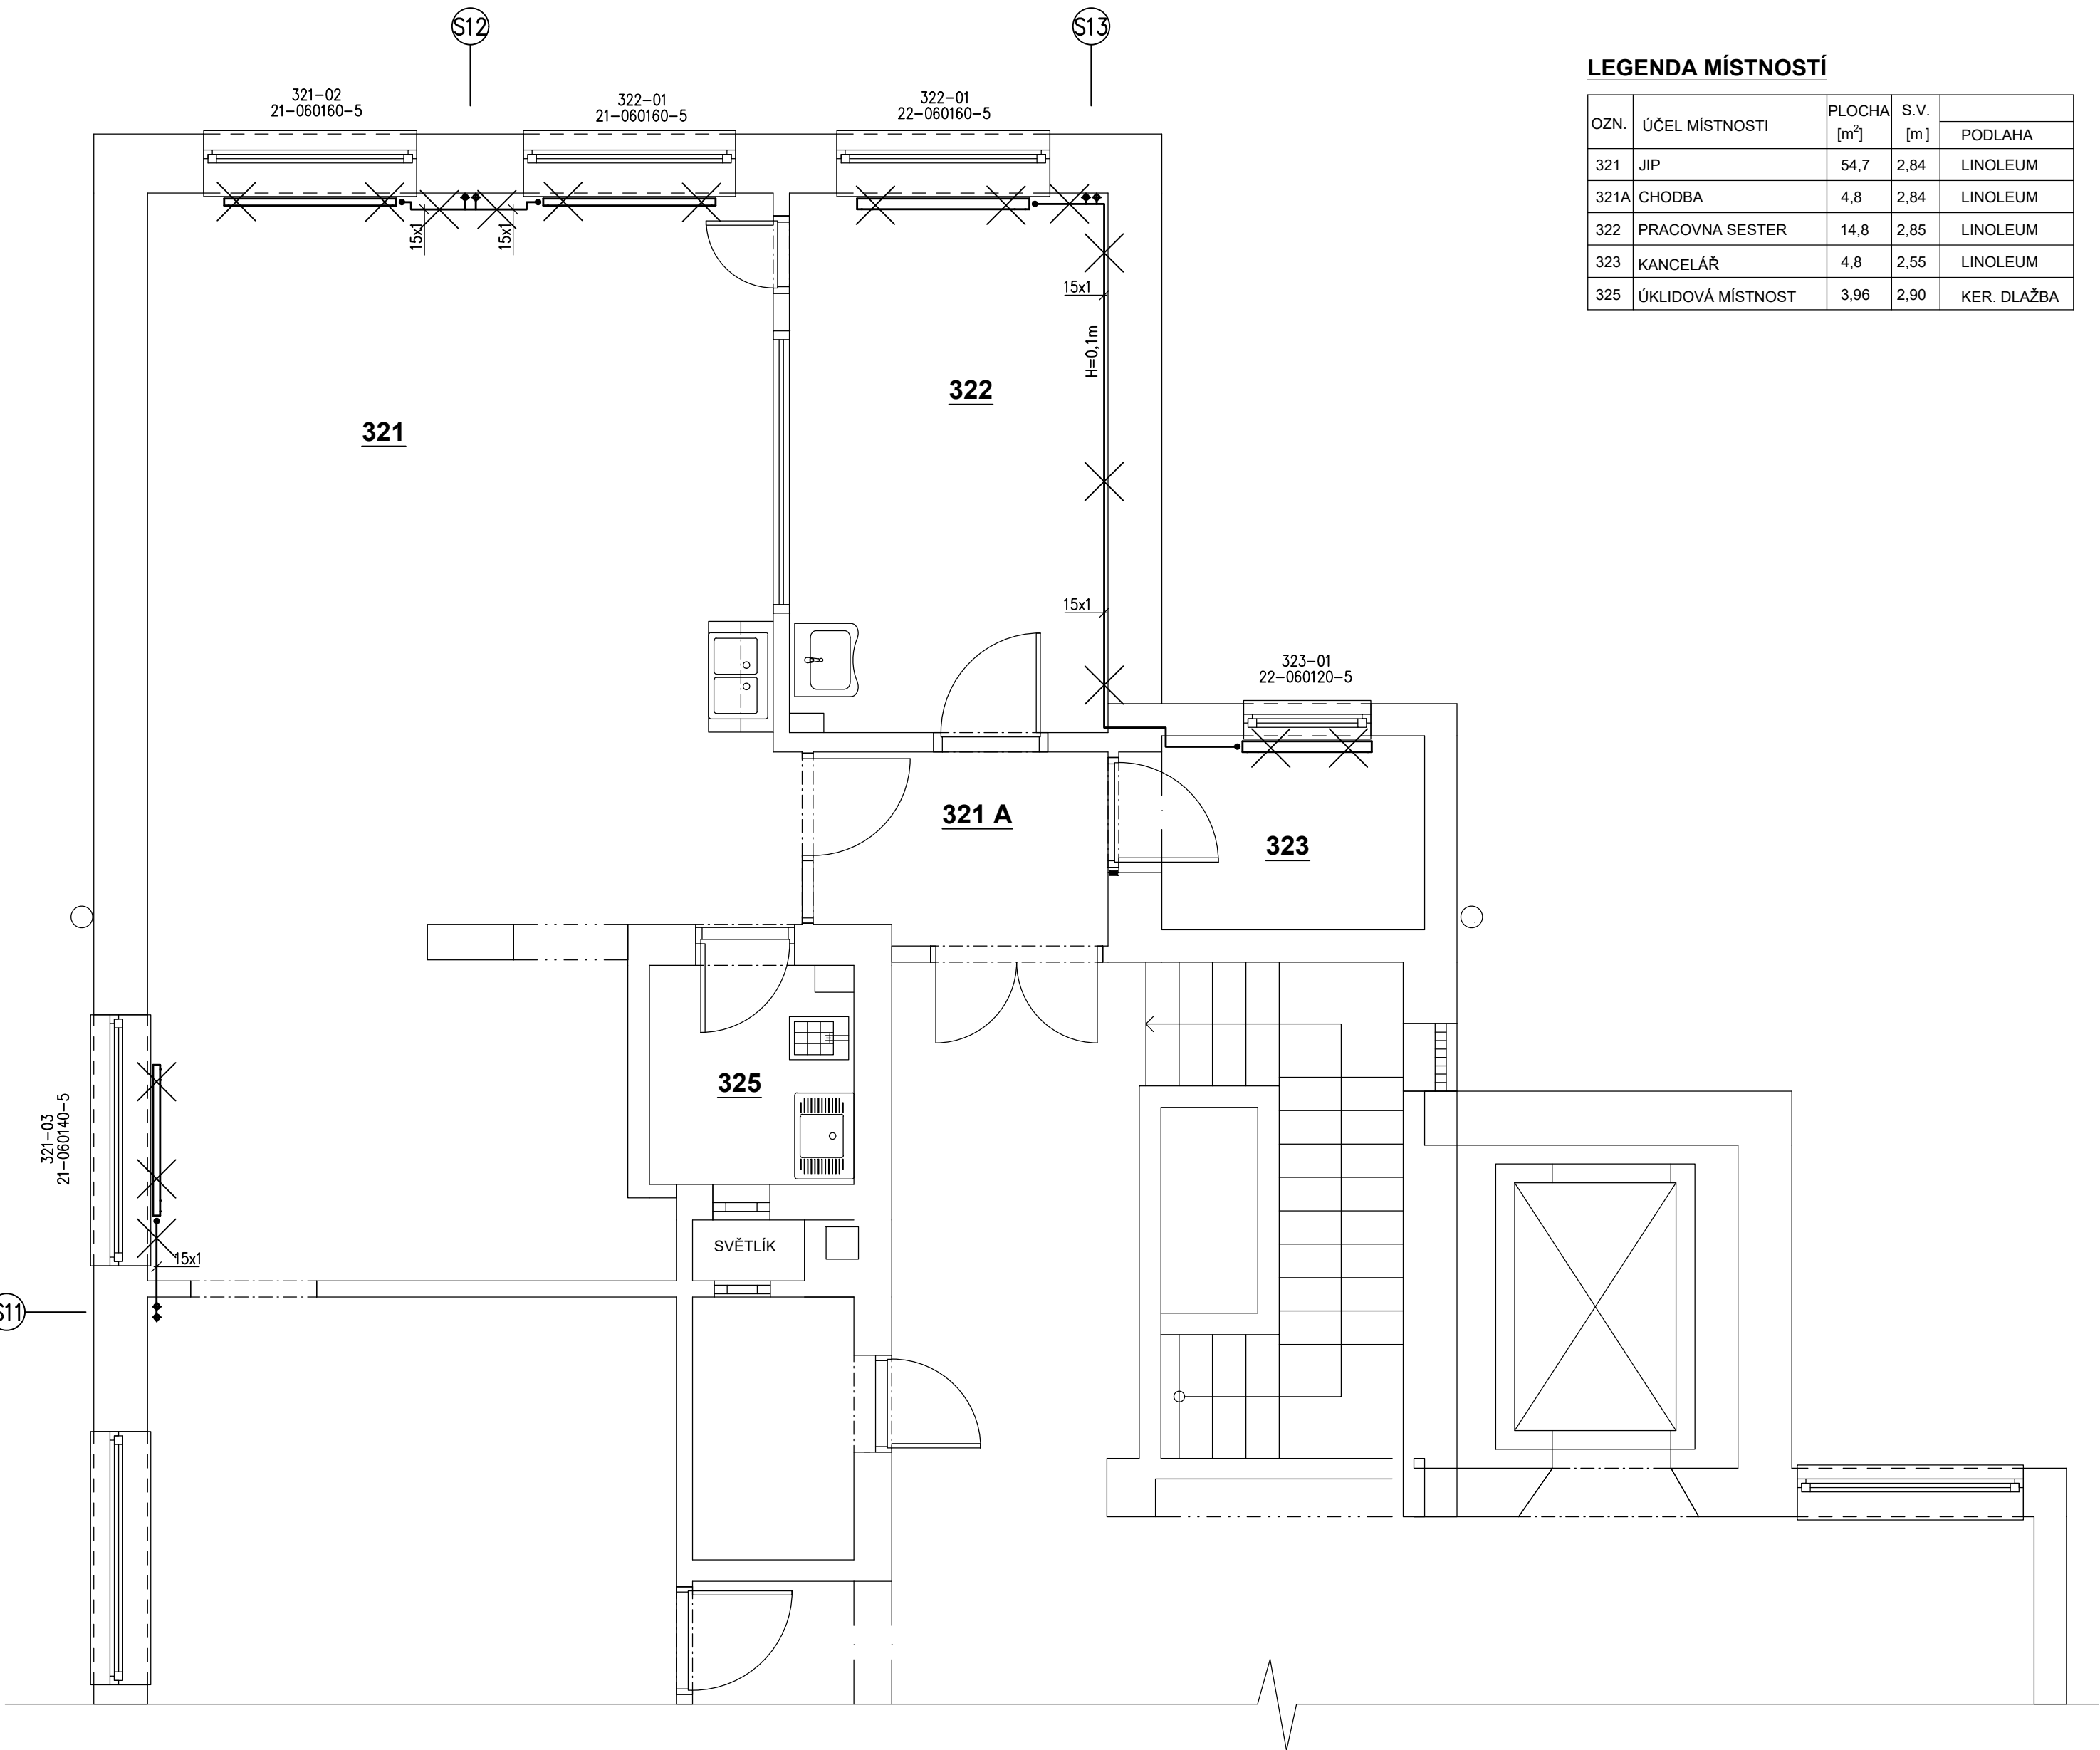 S12
S13
321-02
21-060160-5
322-01
21-060160-5
322-01
22-060160-5
LEGENDA MÍSTNOSTÍ
OZN. ÚČEL MÍSTNOSTI PLOCHA [m²] S.V. [m] PODLAHA
321 JIP 54,7 2,84 LINOLEUM
321A CHODBA 4,8 2,84 LINOLEUM
322 PRACOVNA SESTER 14,8 2,85 LINOLEUM
323 KANCELÁŘ 4,8 2,55 LINOLEUM
325 ÚKLIDOVÁ MÍSTNOST 3,96 2,90 KER. DLAŽBA
15x1
15x1
15x1
H=0,1m
322
321
15x1
323-01
22-060120-5
321 A
323
325
321-03
21-060140-5
SVĚTLÍK
15x1
S11